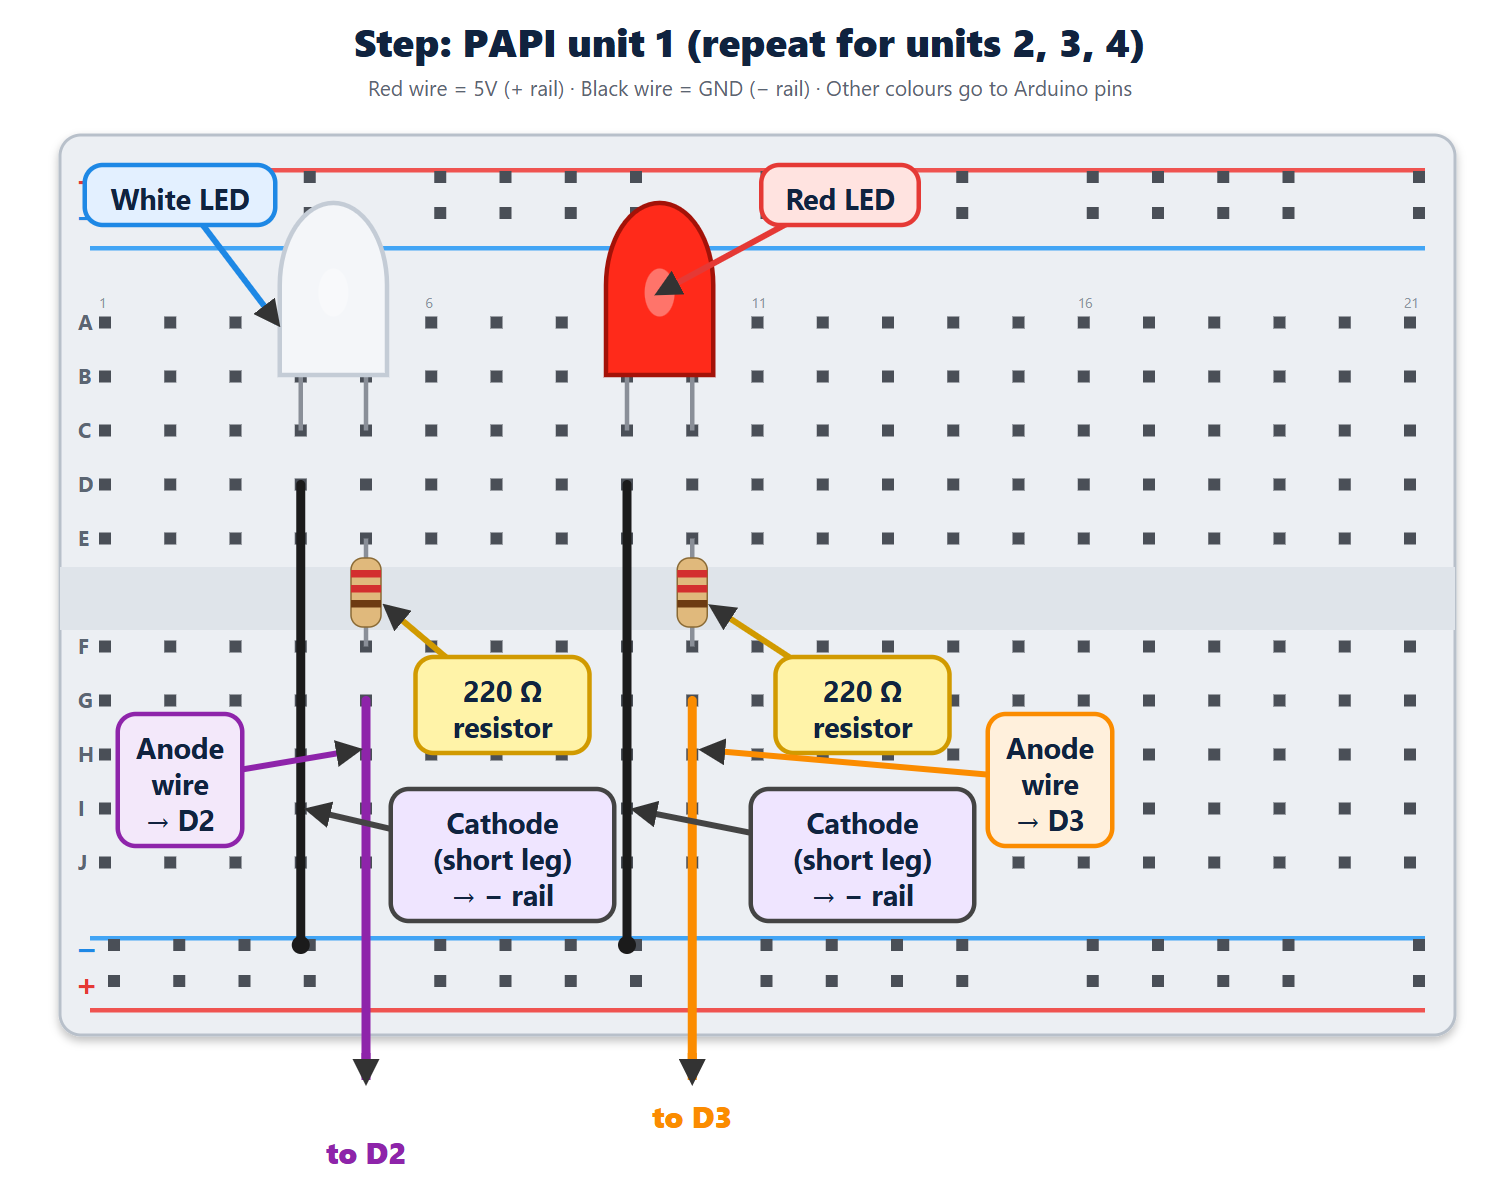 Step: PAPI unit 1 (repeat for units 2, 3, 4)
Red wire = 5V (+ rail) · Black wire = GND (− rail) · Other colours go to Arduino pins
White LED
Red LED
−
1 6 11 16 21
A
B
C
D
E
F
220 Ω
resistor
220 Ω
resistor
G
Anode
wire
→ D2
Anode
wire
→ D3
H
I
Cathode
(short leg)
→ − rail
Cathode
(short leg)
→ − rail
J
−
+
to D3
to D2